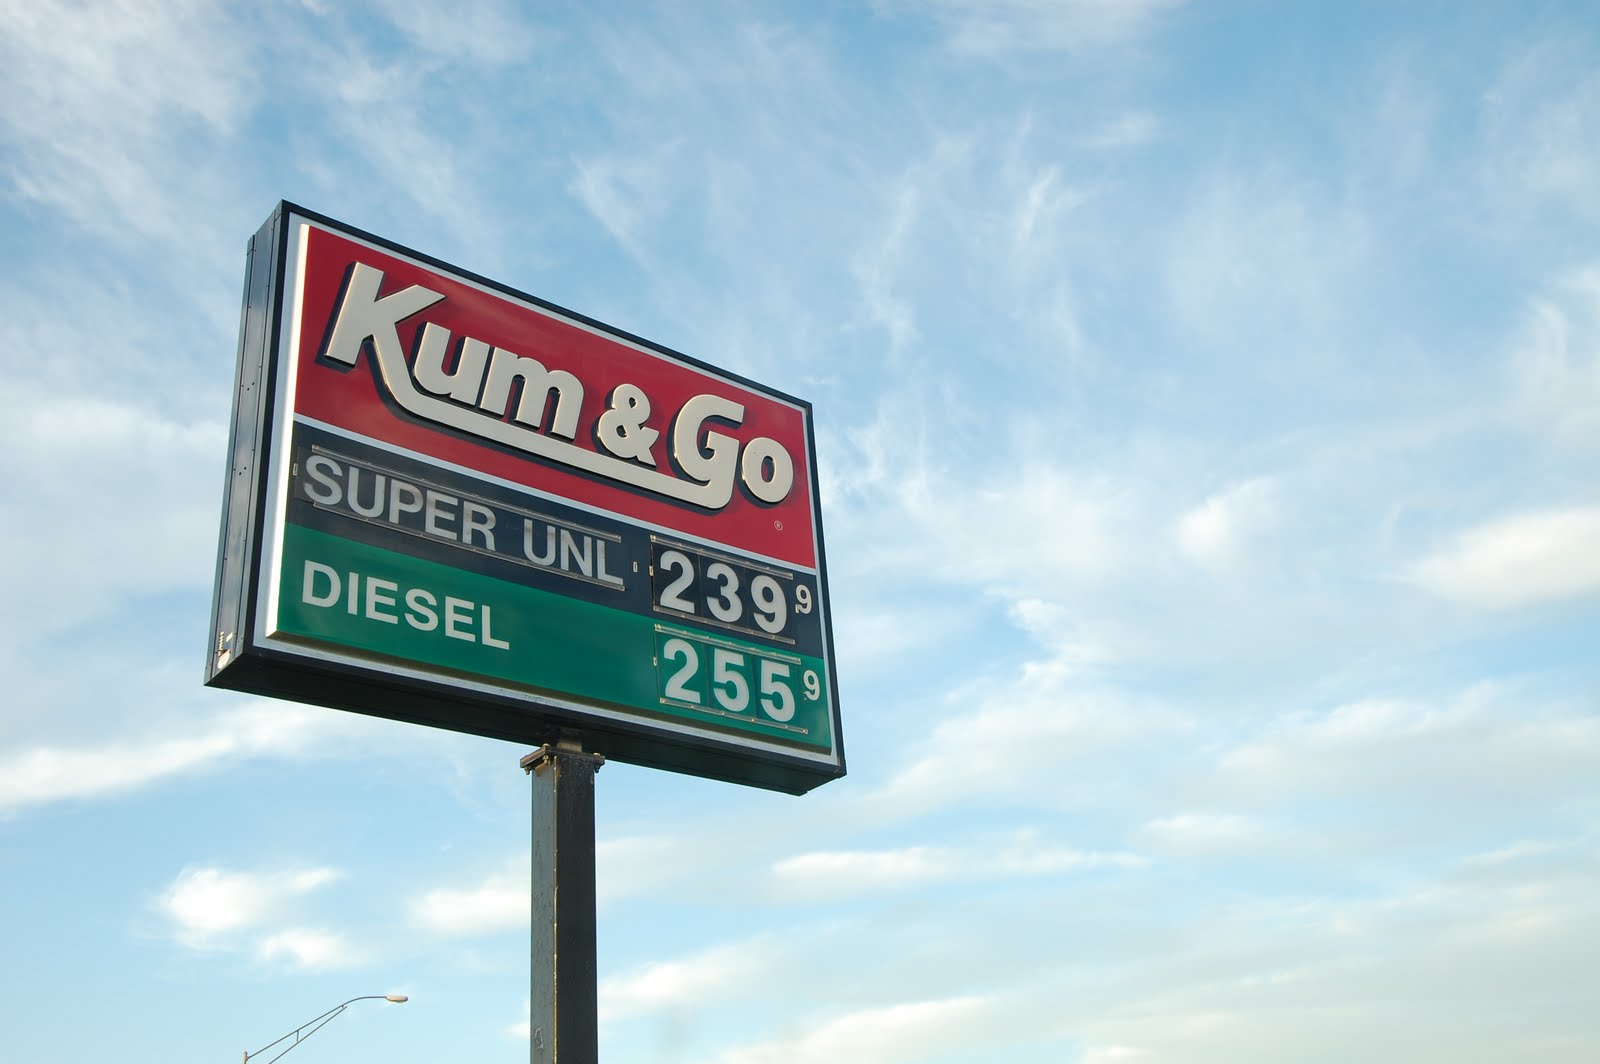 Kum & Go
®
SUPER UNL 239 9
DIESEL 255 9